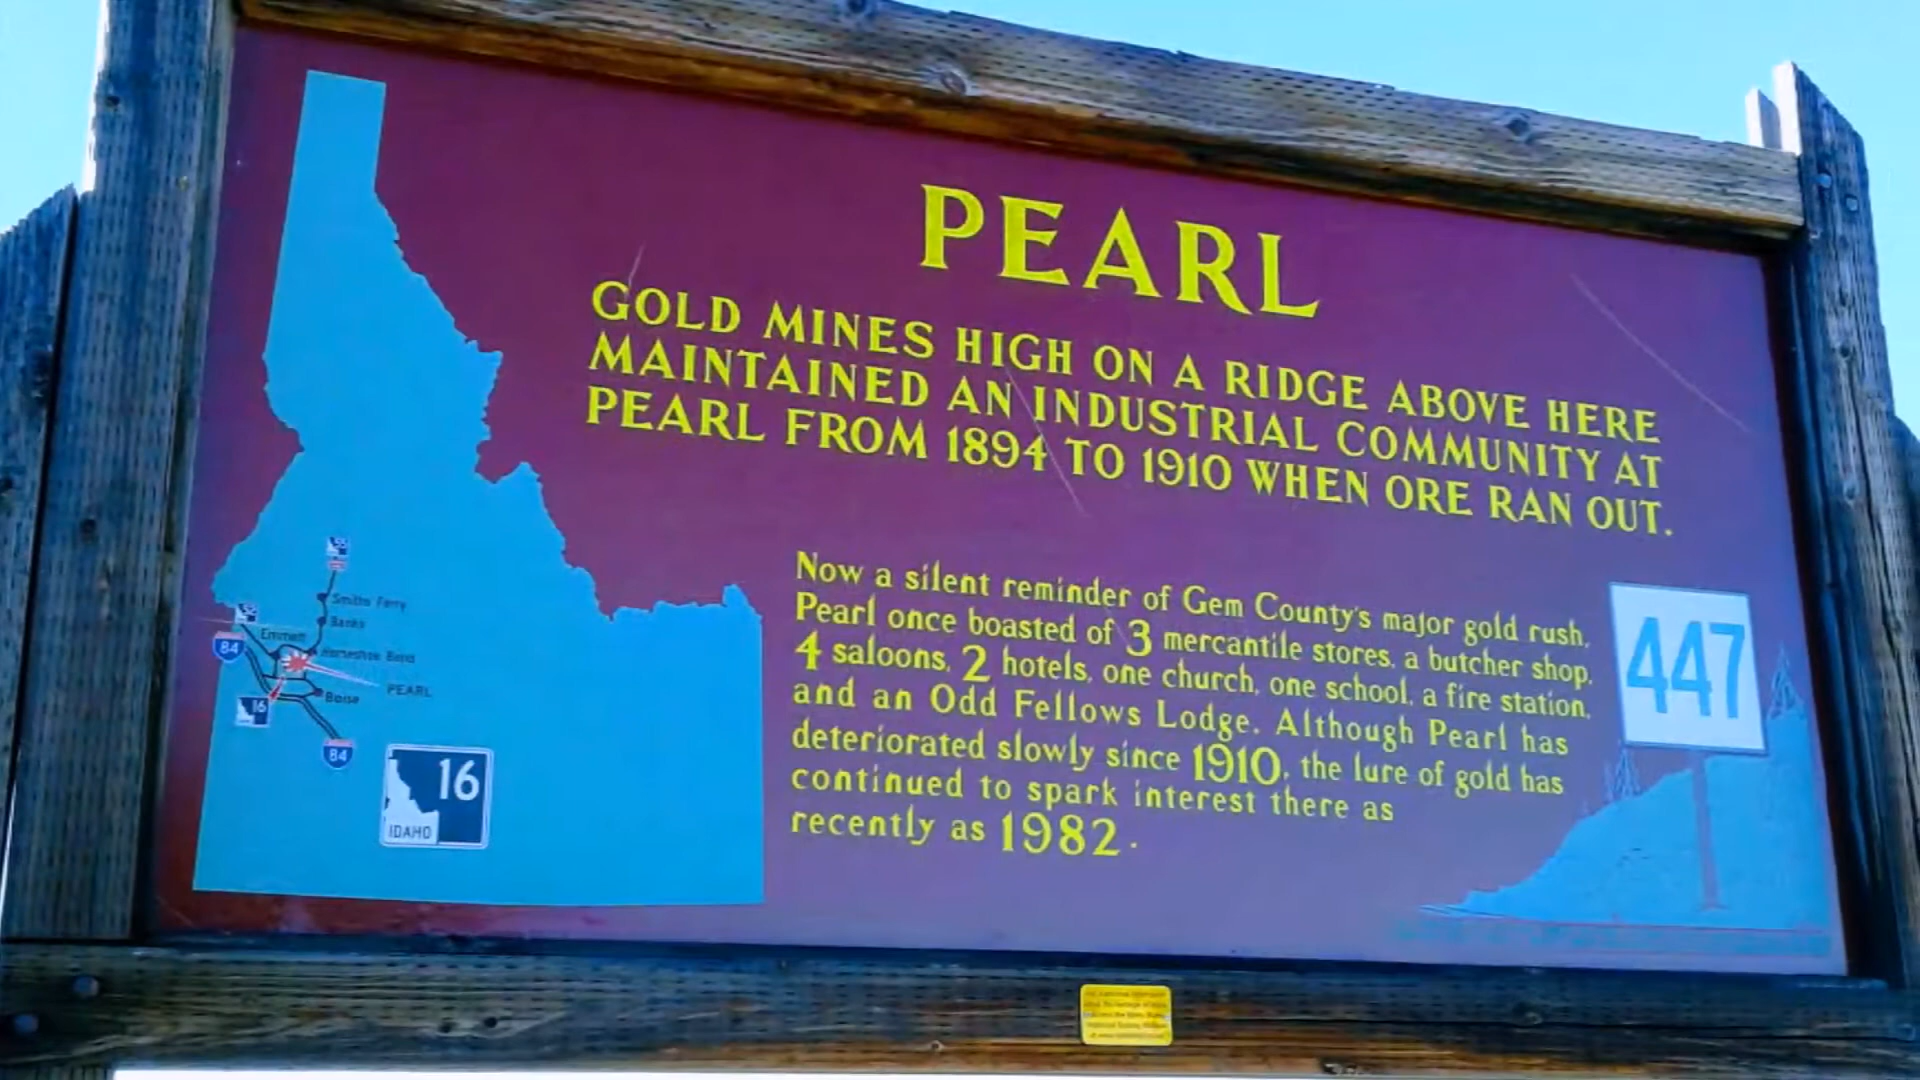 PEARL
GOLD MINES HIGH ON A RIDGE ABOVE HERE
MAINTAINED AN INDUSTRIAL COMMUNITY AT
PEARL FROM 1894 TO 1910 WHEN ORE RAN OUT.
Now a silent reminder of Gem County's major gold rush,
Pearl once boasted of 3 mercantile stores, a butcher shop,
4 saloons, 2 hotels, one church, one school, a fire station,
and an Odd Fellows Lodge. Although Pearl has
deteriorated slowly since 1910, the lure of gold has
continued to spark interest there as
recently as 1982.
447
55
Smiths Ferry
Banks
52
Emmett
84
Horseshoe Bend
PEARL
Boise
16
84
16
IDAHO